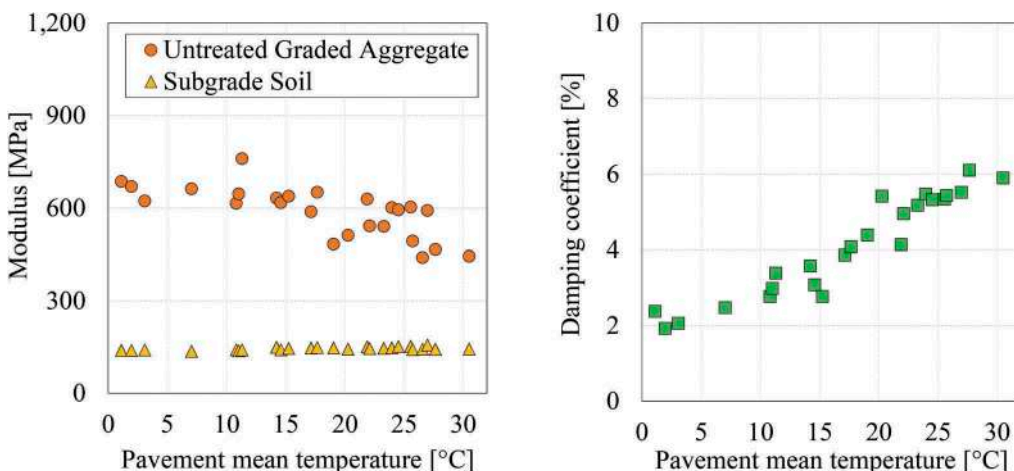 1,200
900
600
300
0
Modulus [MPa]
Untreated Graded Aggregate
Subgrade Soil
0 5 10 15 20 25 30
Pavement mean temperature [°C]
10
8
6
4
2
0
Damping coefficient [%]
0 5 10 15 20 25 30
Pavement mean temperature [°C]